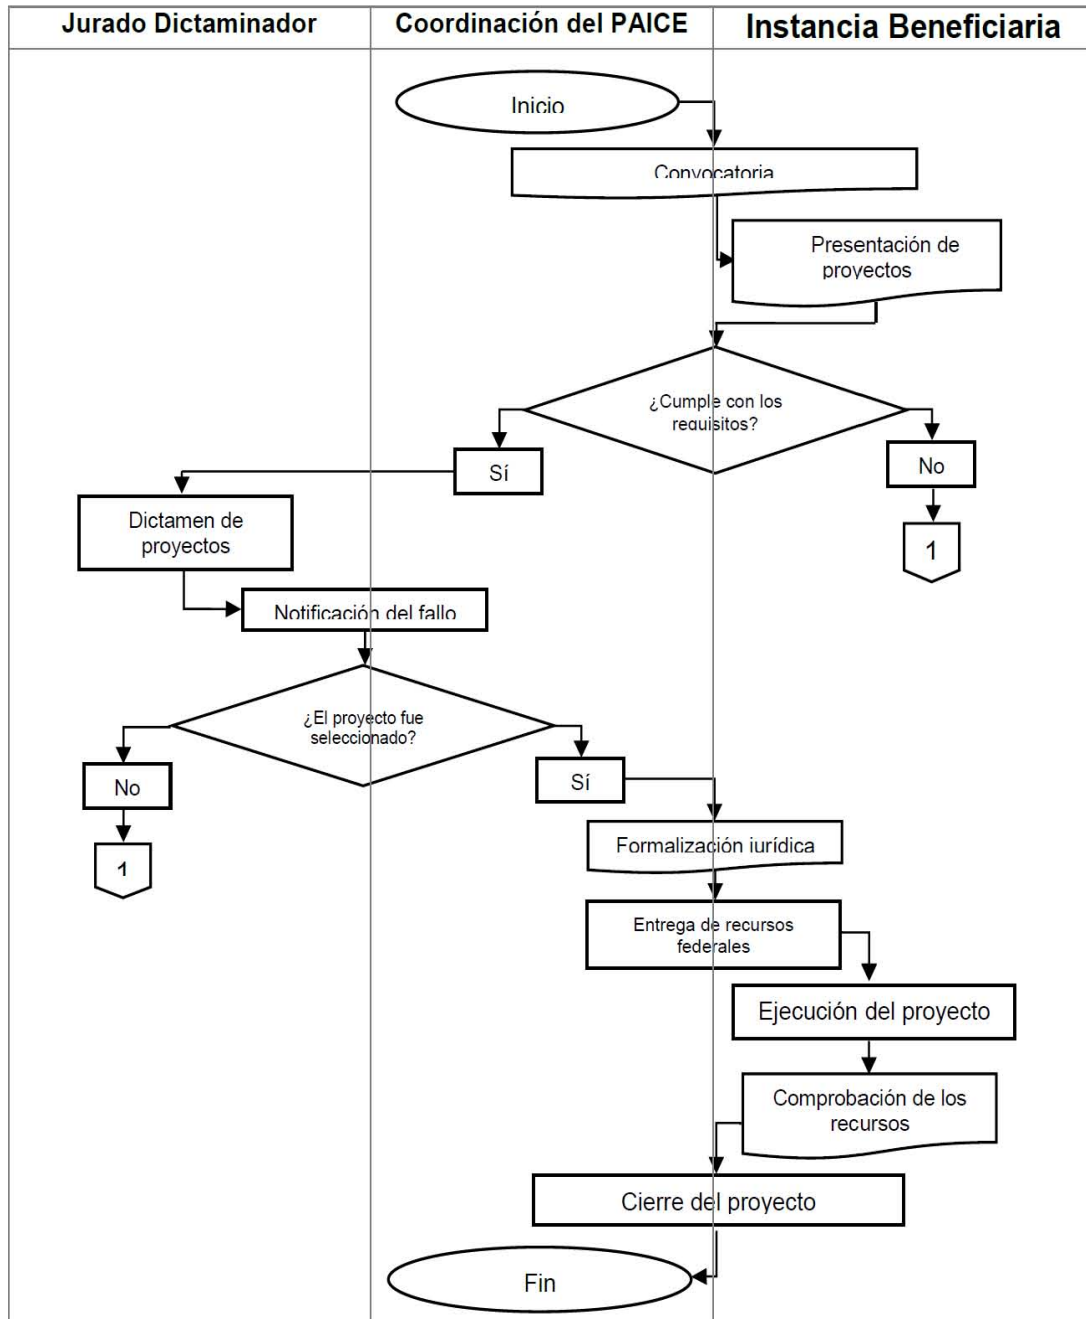 Jurado Dictaminador
Coordinación del PAICE
Instancia Beneficiaria
Inicio
Convocatoria
Presentación de
proyectos
¿Cumple con los
requisitos?
Sí
No
Dictamen de
proyectos
1
Notificación del fallo
¿El proyecto fue
seleccionado?
No
Sí
1
Formalización jurídica
Entrega de recursos
federales
Ejecución del proyecto
Comprobación de los
recursos
Cierre del proyecto
Fin